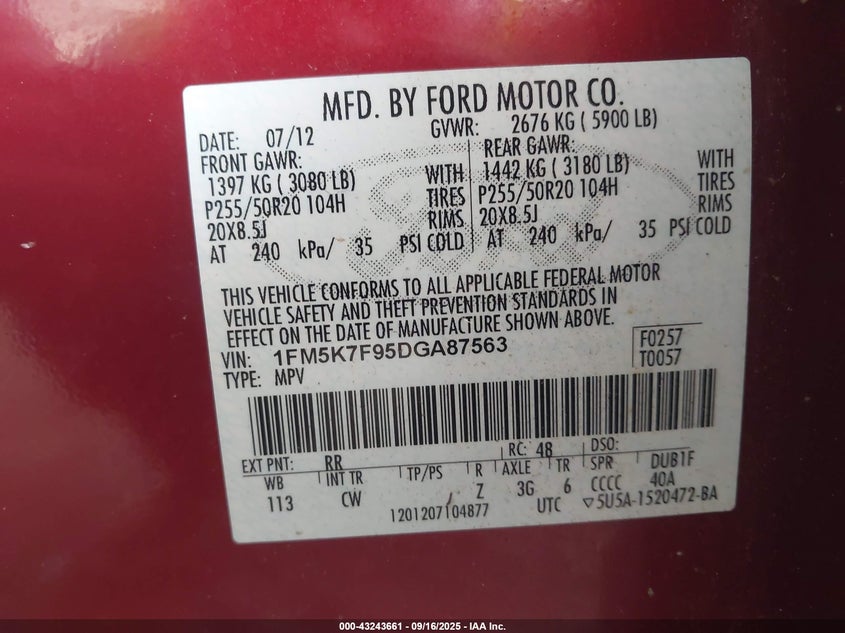 MFD. BY FORD MOTOR CO.
DATE: 07/12 GVWR: 2676 KG ( 5900 LB)
FRONT GAWR: REAR GAWR:
1397 KG ( 3080 LB) WITH 1442 KG ( 3180 LB) WITH
P255/50R20 104H TIRES P255/50R20 104H TIRES
20X8.5J RIMS 20X8.5J RIMS
AT 240 kPa/ 35 PSI COLD AT 240 kPa/ 35 PSI COLD
THIS VEHICLE CONFORMS TO ALL APPLICABLE FEDERAL MOTOR
VEHICLE SAFETY AND THEFT PREVENTION STANDARDS IN
EFFECT ON THE DATE OF MANUFACTURE SHOWN ABOVE.
VIN: 1FM5K7F95DGA87563 F0257
TYPE: MPV T0057
EXT PNT: RR RC: 48 DSO:
WB INT TR TP/PS R AXLE TR SPR DUB1F
113 CW Z 3G 6 CCCC 40A
1201207104877 UTC ▽5U5A-1520472-BA
000-43243661 - 09/16/2025 - IAA Inc.